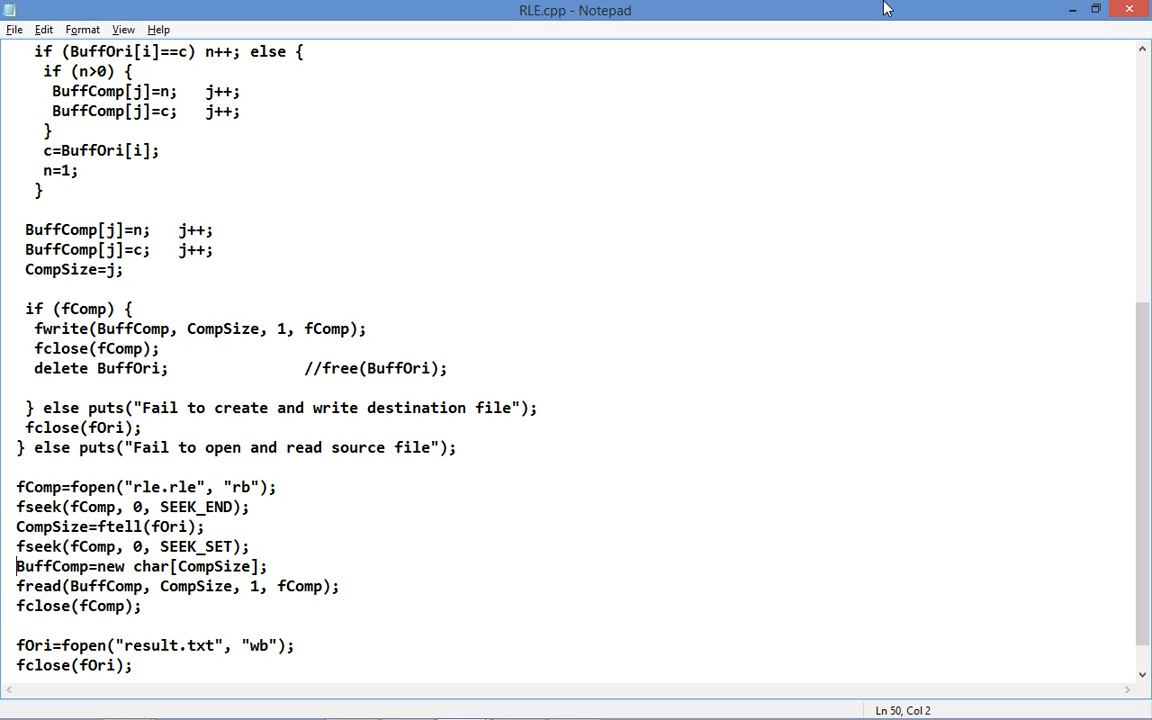 RLE.cpp - Notepad
File Edit Format View Help
if (BuffOri[i]==c) n++; else {
if (n>0) {
BuffComp[j]=n;   j++;
BuffComp[j]=c;   j++;
}
c=BuffOri[i];
n=1;
}
BuffComp[j]=n;   j++;
BuffComp[j]=c;   j++;
CompSize=j;
if (fComp) {
fwrite(BuffComp, CompSize, 1, fComp);
fclose(fComp);
delete BuffOri;               //free(BuffOri);
} else puts("Fail to create and write destination file");
fclose(fOri);
} else puts("Fail to open and read source file");
fComp=fopen("rle.rle", "rb");
fseek(fComp, 0, SEEK_END);
CompSize=ftell(fOri);
fseek(fComp, 0, SEEK_SET);
BuffComp=new char[CompSize];
fread(BuffComp, CompSize, 1, fComp);
fclose(fComp);
fOri=fopen("result.txt", "wb");
fclose(fOri);
Ln 50, Col 2